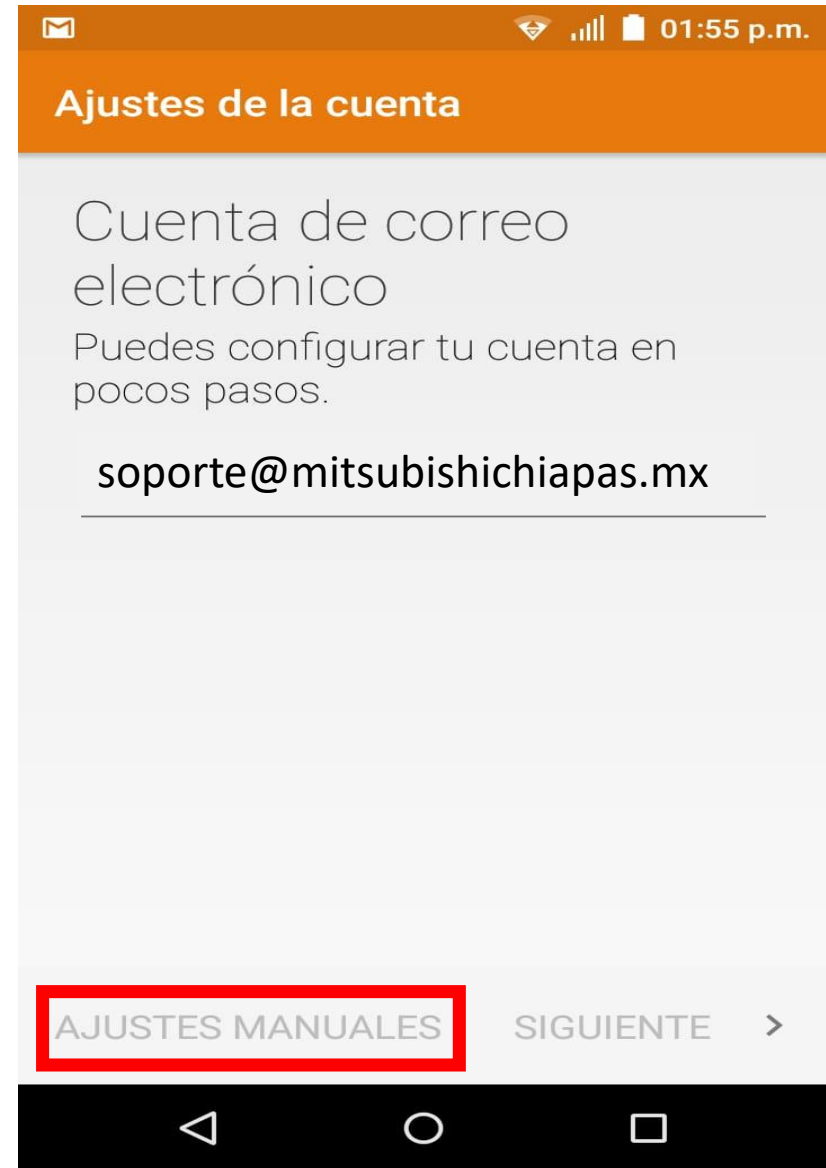 01:55 p.m.
Ajustes de la cuenta
Cuenta de correo
electrónico
Puedes configurar tu cuenta en
pocos pasos.
soporte@mitsubishichiapas.mx
AJUSTES MANUALES SIGUIENTE >